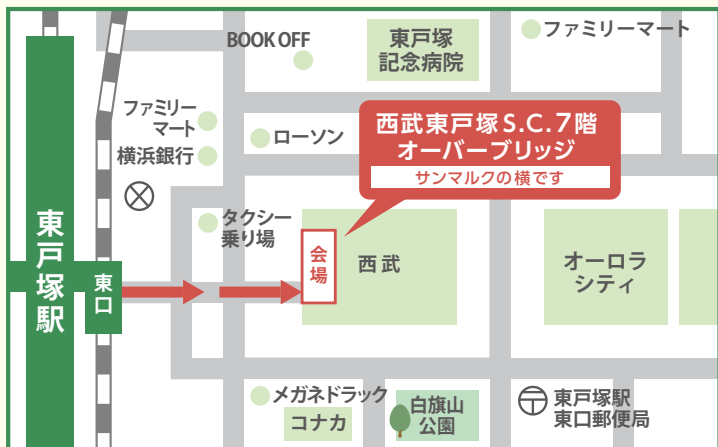 BOOK OFF
東戸塚
記念病院
ファミリーマート
ファミリー
マート
横浜銀行
ローソン
西武東戸塚S.C.7階
オーバーブリッジ
サンマルクの横です
タクシー
乗り場
会場
西武
オーロラ
シティ
東戸塚駅
東口
メガネドラック
コナカ
白旗山
公園
東戸塚駅
東口郵便局